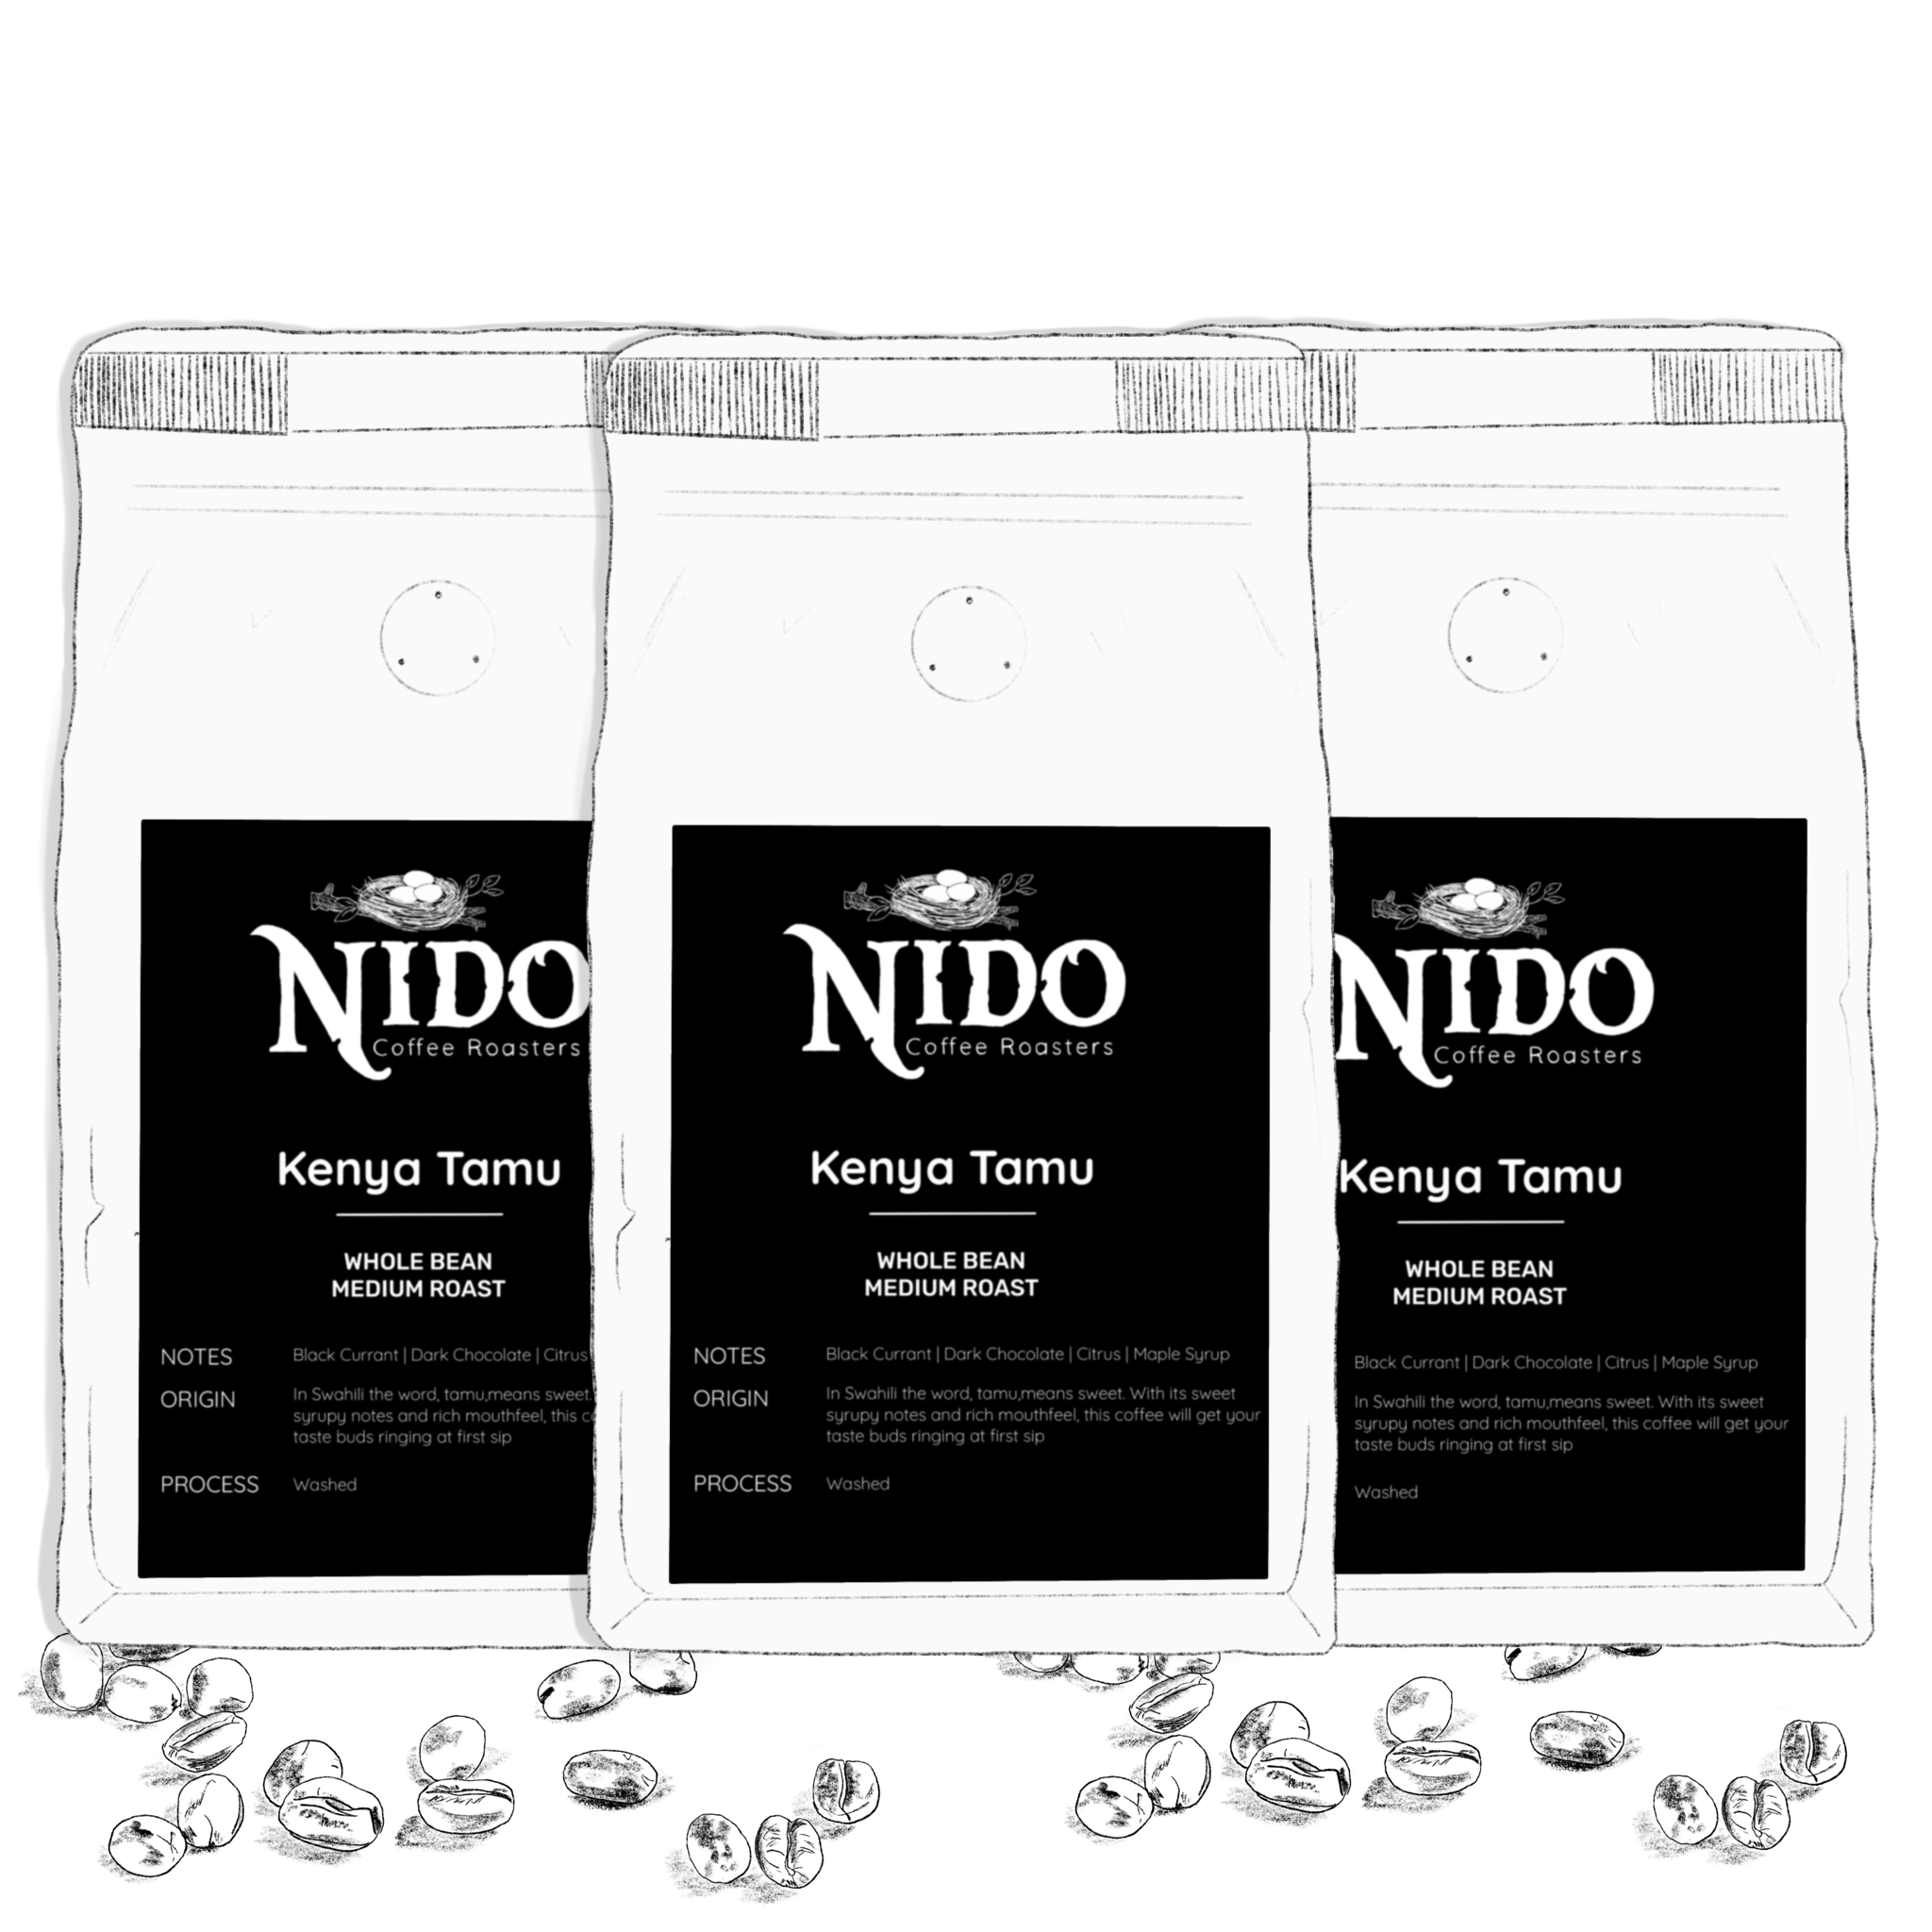 NIDO
Coffee Roasters
Kenya Tamu
WHOLE BEAN
MEDIUM ROAST
NOTES Black Currant | Dark Chocolate | Citrus
ORIGIN In Swahili the word, tamu,means sweet.
syrupy notes and rich mouthfeel, this
taste buds ringing at first sip
PROCESS Washed
NIDO
Coffee Roasters
Kenya Tamu
WHOLE BEAN
MEDIUM ROAST
NOTES Black Currant | Dark Chocolate | Citrus | Maple Syrup
ORIGIN In Swahili the word, tamu,means sweet. With its sweet
syrupy notes and rich mouthfeel, this coffee will get your
taste buds ringing at first sip
PROCESS Washed
NIDO
Coffee Roasters
Kenya Tamu
WHOLE BEAN
MEDIUM ROAST
Black Currant | Dark Chocolate | Citrus | Maple Syrup
In Swahili the word, tamu,means sweet. With its sweet
syrupy notes and rich mouthfeel, this coffee will get your
taste buds ringing at first sip
Washed